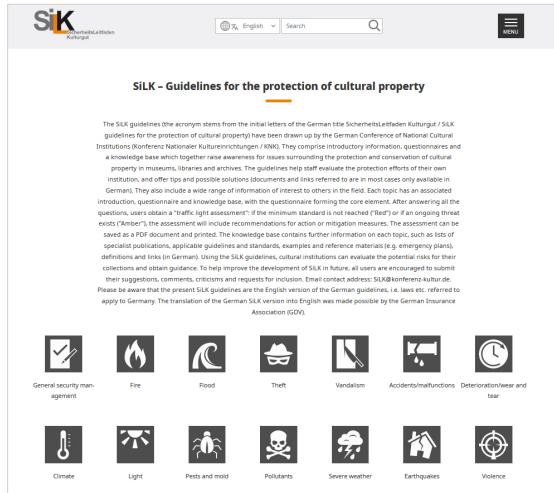 SiLK
SicherheitsLeitfaden
Kulturgut
English
Search
MENU
SiLK – Guidelines for the protection of cultural property
The SiLK guidelines (the acronym stems from the initial letters of the German title SicherheitsLeitfaden Kulturgut / SiLK
guidelines for the protection of cultural property) have been drawn up by the German Conference of National Cultural
Institutions (Konferenz Nationaler Kultureinrichtungen / KNK). They comprise introductory information, questionnaires and
a knowledge base which together raise awareness for issues surrounding the protection and conservation of cultural
property in museums, libraries and archives. The guidelines help staff evaluate the protection efforts of their own
institution, and offer tips and possible solutions (documents and links referred to are in most cases only available in
German). They also include a wide range of information of interest to others in the field. Each topic has an associated
introduction, questionnaire and knowledge base, with the questionnaire forming the core element. After answering all the
questions, users obtain a "traffic light assessment": if the minimum standard is not reached ("Red") or if an ongoing threat
exists ("Amber"), the assessment will include recommendations for action or mitigation measures. The assessment can be
saved as a PDF document and printed. The knowledge base contains further information on each topic, such as lists of
specialist publications, applicable guidelines and standards, examples and reference materials (e.g. emergency plans),
definitions and links (in German). Using the SiLK guidelines, cultural institutions can evaluate the potential risks for their
collections and obtain guidance. To help improve the development of SiLK in future, all users are encouraged to submit
their suggestions, comments, criticisms and requests for inclusion. Email contact address: SiLK@konferenz-kultur.de.
Please be aware that the present SiLK guidelines are the English version of the German guidelines, i.e. laws etc. referred to
apply to Germany. The translation of the German SiLK version into English was made possible by the German Insurance
Association (GDV).
General security man-
agement
Fire
Flood
Theft
Vandalism
Accidents/malfunctions
Deterioration/wear and
tear
Climate
Light
Pests and mold
Pollutants
Severe weather
Earthquakes
Violence